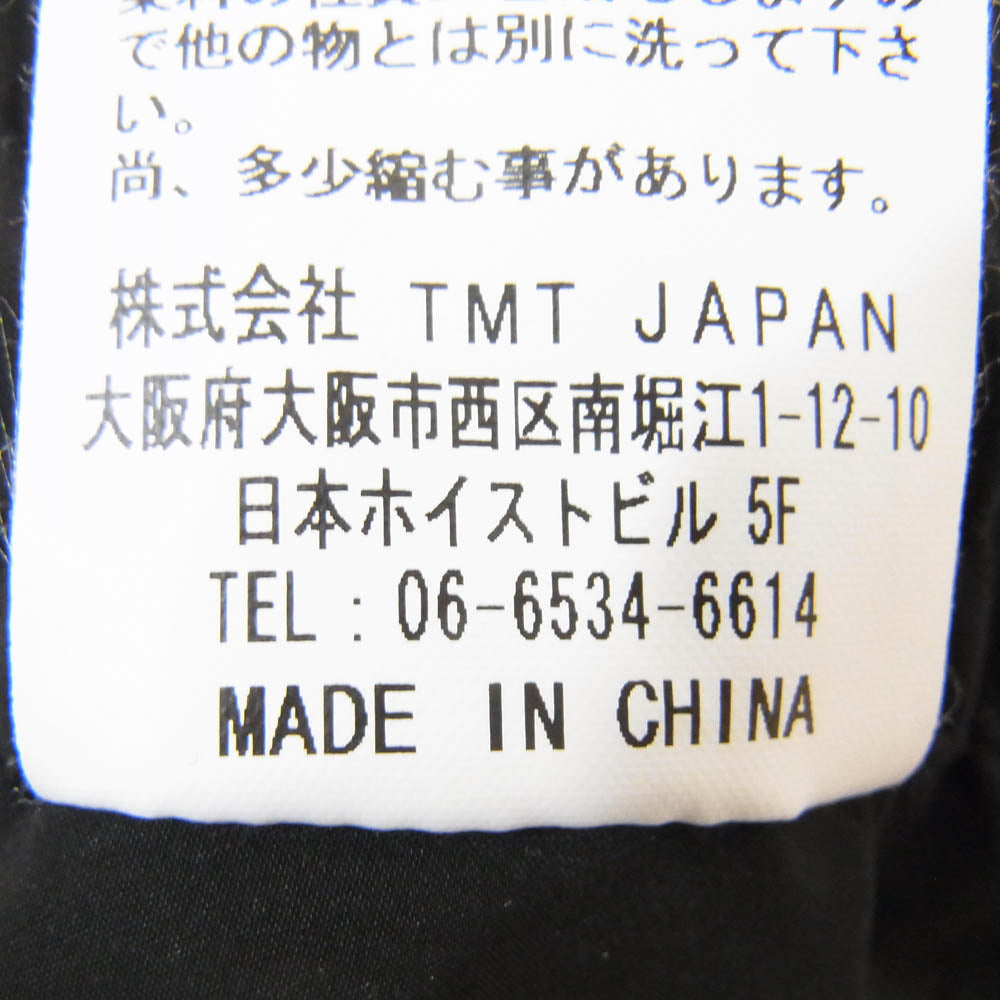 で他の物とは別に洗って下さ
い。
尚、多少縮む事があります。
株式会社 TMT JAPAN
大阪府大阪市西区南堀江1-12-10
日本ホイストビル 5F
TEL : 06-6534-6614
MADE IN CHINA